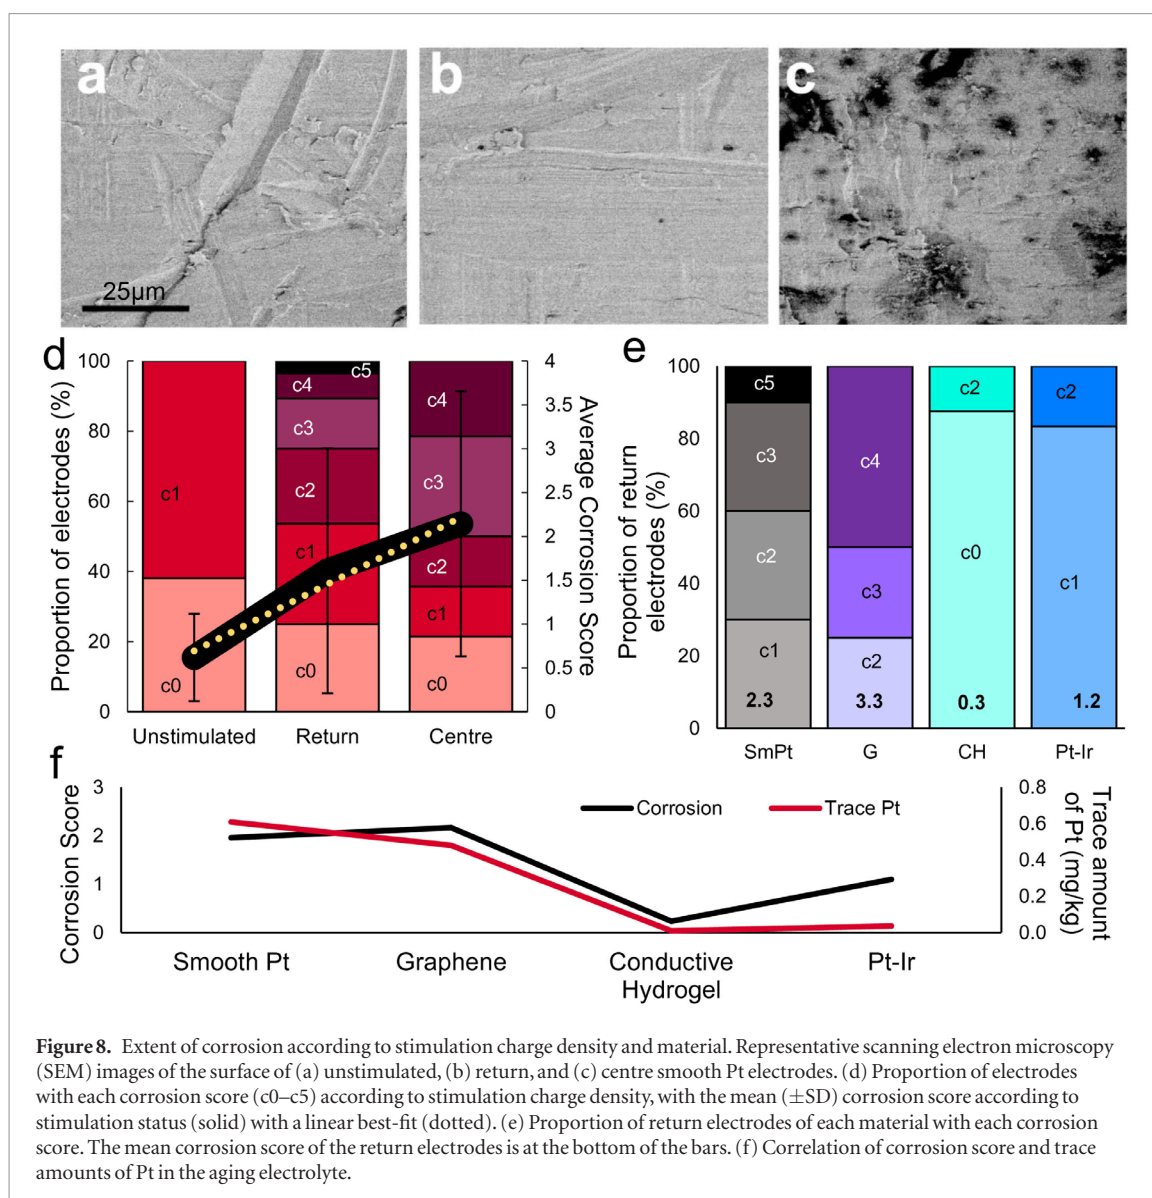 a
b
c
25µm
d
Proportion of electrodes (%)
100
80
60
40
20
0
c1
c0
c5
c4
c3
c2
c1
c0
c4
c3
c2
c1
c0
4
3.5
3
2.5
2
1.5
1
0.5
0
Average Corrosion Score
Unstimulated Return Centre
e
Proportion of return
electrodes (%)
100
80
60
40
20
0
c5
c3
c2
c1
2.3
c4
c3
c2
3.3
c2
c0
0.3
c2
c1
1.2
SmPt G CH Pt-Ir
f
Corrosion Score
3
2
1
0
Corrosion Trace Pt
0.8
0.6
0.4
0.2
0.0
Trace amount
of Pt (mg/kg)
Smooth Pt Graphene Conductive Pt-Ir
Hydrogel
Figure 8. Extent of corrosion according to stimulation charge density and material. Representative scanning electron microscopy
(SEM) images of the surface of (a) unstimulated, (b) return, and (c) centre smooth Pt electrodes. (d) Proportion of electrodes
with each corrosion score (c0–c5) according to stimulation charge density, with the mean (±SD) corrosion score according to
stimulation status (solid) with a linear best-fit (dotted). (e) Proportion of return electrodes of each material with each corrosion
score. The mean corrosion score of the return electrodes is at the bottom of the bars. (f) Correlation of corrosion score and trace
amounts of Pt in the aging electrolyte.